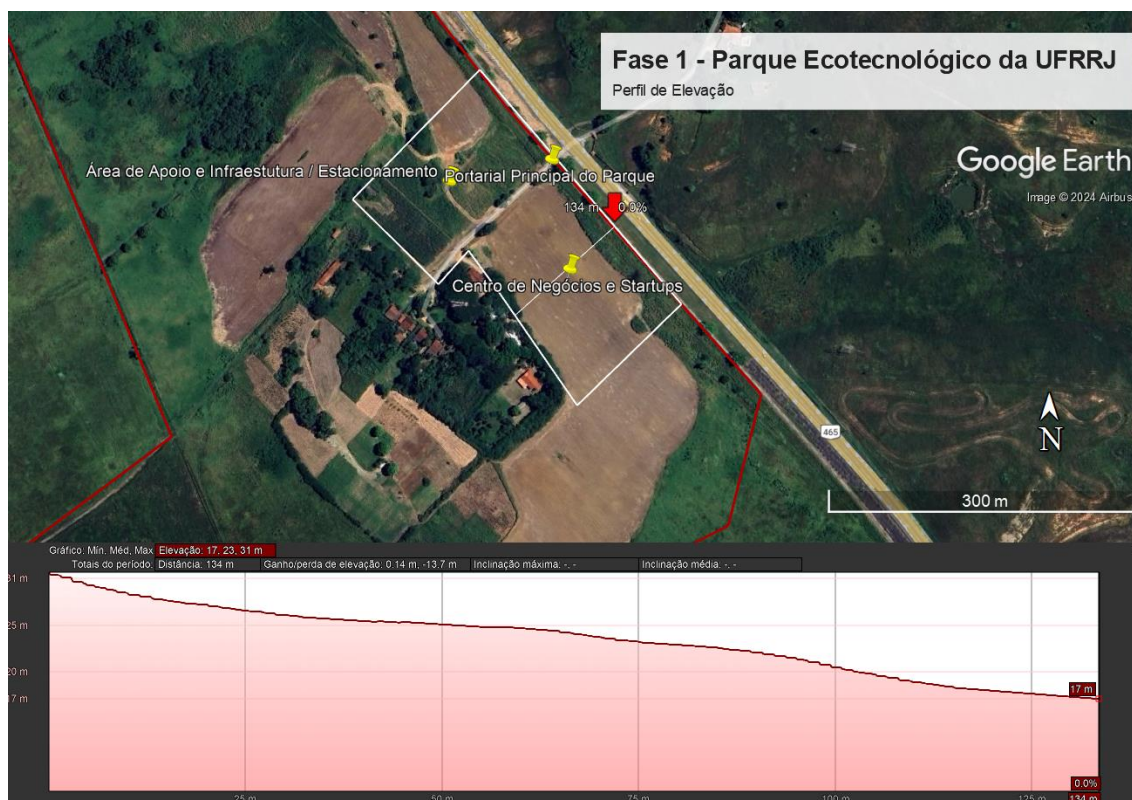 Fase 1 - Parque Ecotecnológico da UFRRJ
Perfil de Elevação
Google Earth
Image © 2024 Airbus
Área de Apoio e Infraestutura / Estacionamento
Portarial Principal do Parque
134 m 0.0%
Centro de Negócios e Startups
465
N
300 m
Gráfico: Mín, Méd, Max Elevação: 17, 23, 31 m
Totais do período: Distância: 134 m Ganho/perda de elevação: 0.14 m, -13.7 m Inclinação máxima: -, - Inclinação média: -, -
31 m
25 m
20 m
17 m
17 m
0.0%
25 m 50 m 75 m 100 m 125 m 134 m